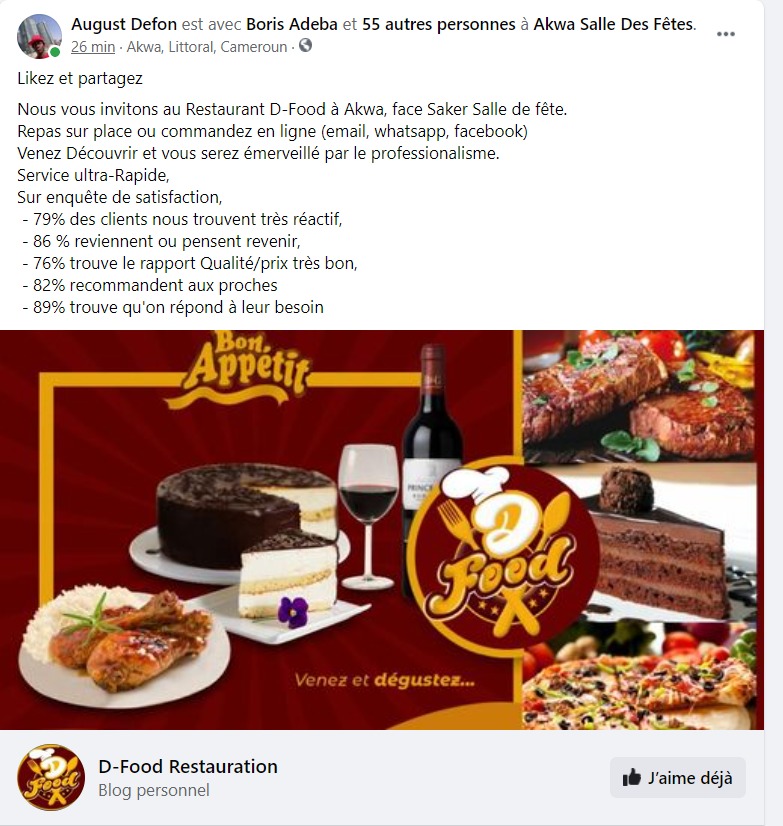 August Defon est avec Boris Adeba et 55 autres personnes à Akwa Salle Des Fêtes.
26 min · Akwa, Littoral, Cameroun ·
Likez et partagez
Nous vous invitons au Restaurant D-Food à Akwa, face Saker Salle de fête.
Repas sur place ou commandez en ligne (email, whatsapp, facebook)
Venez Découvrir et vous serez émerveillé par le professionalisme.
Service ultra-Rapide,
Sur enquête de satisfaction,
- 79% des clients nous trouvent très réactif,
- 86 % reviennent ou pensent revenir,
- 76% trouve le rapport Qualité/prix très bon,
- 82% recommandent aux proches
- 89% trouve qu'on répond à leur besoin
Bon
Appétit
PRINCE
D
Food
Venez et dégustez...
D
Food
D-Food Restauration
Blog personnel
J'aime déjà